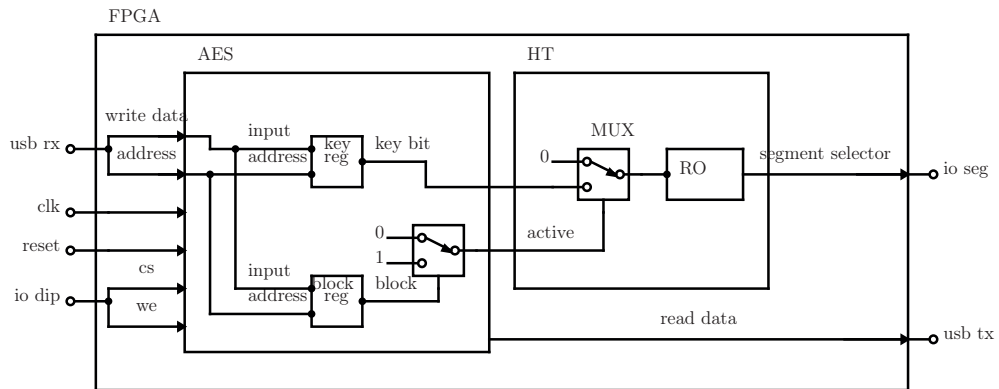 FPGA
AES
HT
write data
usb rx
address
input
address
key
reg
key bit
MUX
0
RO
segment selector
io seg
clk
reset
cs
io dip
we
0
1
active
input
address
block
reg
block
read data
usb tx